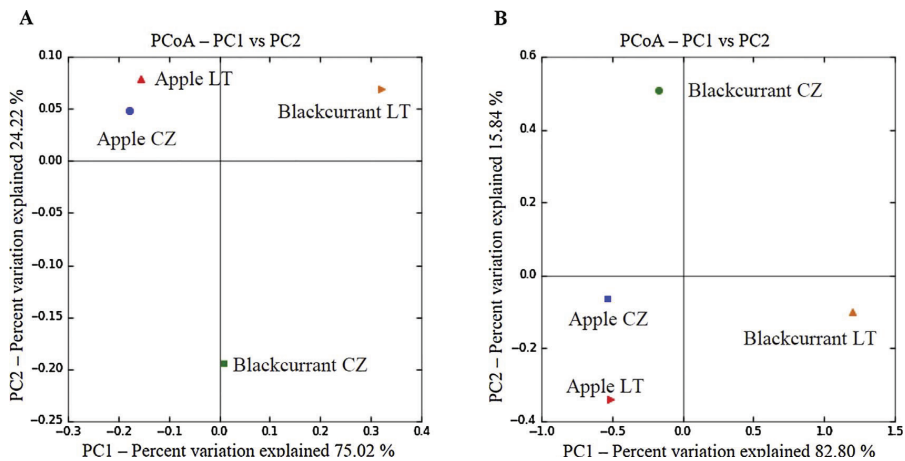 A
PCoA – PC1 vs PC2
PC2 – Percent variation explained 24.22 %
0.10
0.05
0.00
−0.05
−0.10
−0.15
−0.20
−0.25
Apple LT
Blackcurrant LT
Apple CZ
Blackcurrant CZ
−0.3 −0.2 −0.1 0.0 0.1 0.2 0.3 0.4
PC1 – Percent variation explained 75.02 %
B
PCoA – PC1 vs PC2
PC2 – Percent variation explained 15.84 %
0.6
0.4
0.2
0.0
−0.2
−0.4
Blackcurrant CZ
Apple CZ
Blackcurrant LT
Apple LT
−1.0 −0.5 0.0 0.5 1.0 1.5
PC1 – Percent variation explained 82.80 %